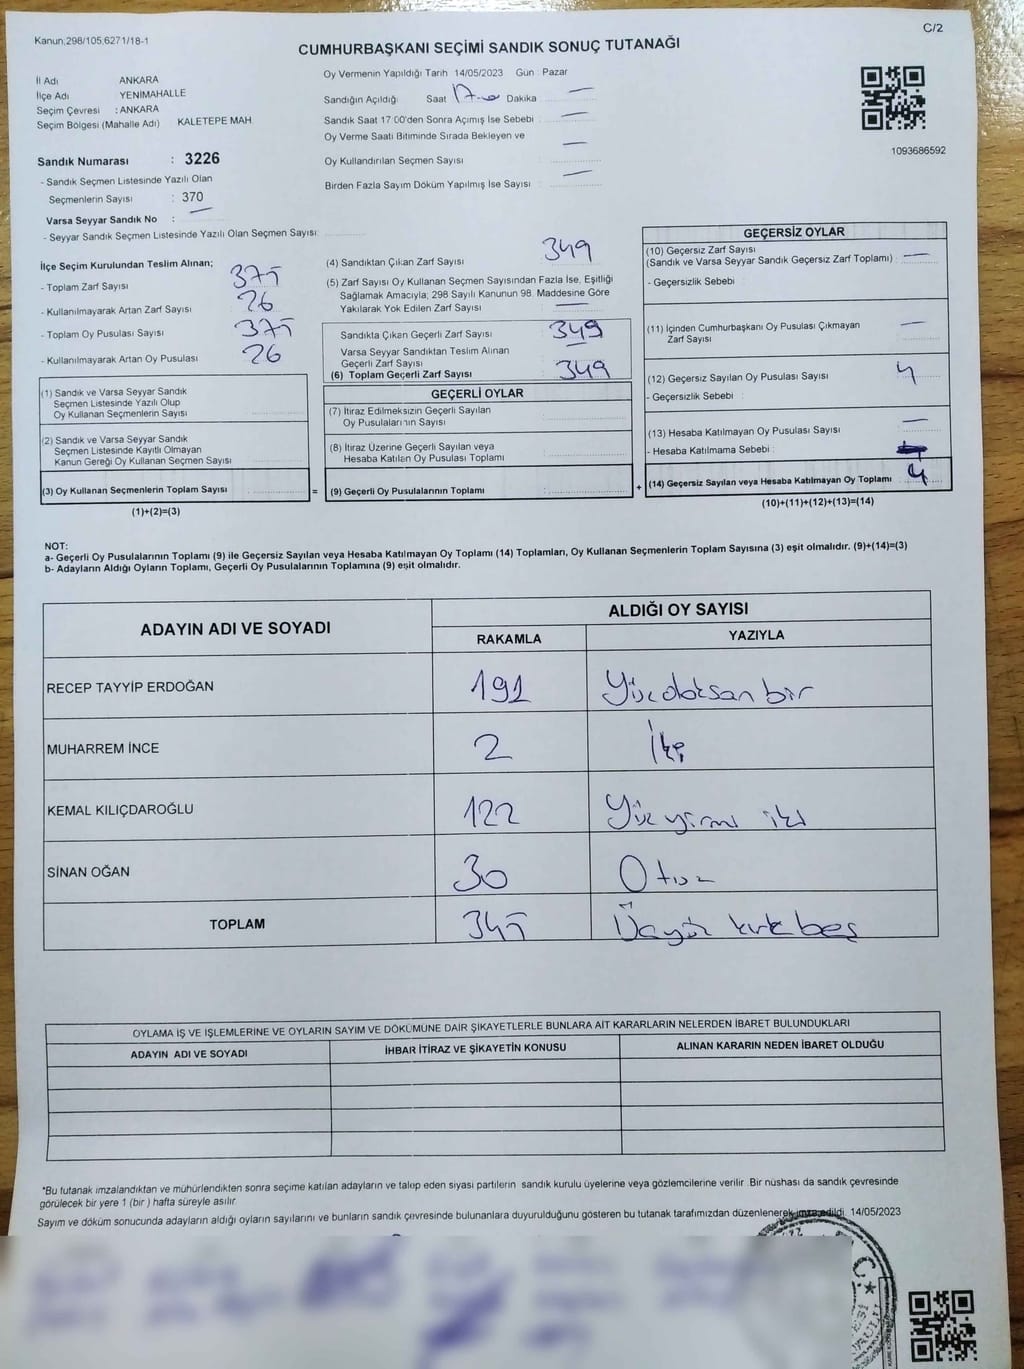 Kanun,298/105,6271/18-1
C/2
CUMHURBAŞKANI SEÇİMİ SANDIK SONUÇ TUTANAĞI
İl Adı ANKARA
İlçe Adı YENİMAHALLE
Seçim Çevresi : ANKARA
Seçim Bölgesi (Mahalle Adı) KALETEPE MAH.
Sandık Numarası : 3226
- Sandık Seçmen Listesinde Yazılı Olan
Seçmenlerin Sayısı : 370
Varsa Seyyar Sandık No : —
- Seyyar Sandık Seçmen Listesinde Yazılı Olan Seçmen Sayısı:
Oy Vermenin Yapıldığı Tarih 14/05/2023 Gün : Pazar
Sandığın Açıldığı Saat 17.00 Dakika —
Sandık Saat 17:00'den Sonra Açımış İse Sebebi : —
Oy Verme Saati Bitiminde Sırada Bekleyen ve
Oy Kullandırılan Seçmen Sayısı —
Birden Fazla Sayım Döküm Yapılmış İse Sayısı : —
1093686592
İlçe Seçim Kurulundan Teslim Alınan;
- Toplam Zarf Sayısı 375
- Kullanılmayarak Artan Zarf Sayısı 26
- Toplam Oy Pusulası Sayısı 375
- Kullanılmayarak Artan Oy Pusulası 26
(1) Sandık ve Varsa Seyyar Sandık
Seçmen Listesinde Yazılı Olup
Oy Kullanan Seçmenlerin Sayısı
(2) Sandık ve Varsa Seyyar Sandık
Seçmen Listesinde Kayıtlı Olmayan
Kanun Gereği Oy Kullanan Seçmen Sayısı
(3) Oy Kullanan Seçmenlerin Toplam Sayısı =
(1)+(2)=(3)
(4) Sandıktan Çıkan Zarf Sayısı 349
(5) Zarf Sayısı Oy Kullanan Seçmen Sayısından Fazla İse, Eşitliği
Sağlamak Amacıyla; 298 Sayılı Kanunun 98. Maddesine Göre
Yakılarak Yok Edilen Zarf Sayısı —
Sandıkta Çıkan Geçerli Zarf Sayısı 349
Varsa Seyyar Sandıktan Teslim Alınan
Geçerli Zarf Sayısı —
(6) Toplam Geçerli Zarf Sayısı 349
GEÇERLİ OYLAR
(7) İtiraz Edilmeksizin Geçerli Sayılan
Oy Pusulalarının Sayısı
(8) İtiraz Üzerine Geçerli Sayılan veya
Hesaba Katılan Oy Pusulası Toplamı
(9) Geçerli Oy Pusulalarının Toplamı : +
GEÇERSİZ OYLAR
(10) Geçersiz Zarf Sayısı
(Sandık ve Varsa Seyyar Sandık Geçersiz Zarf Toplamı) : —
- Geçersizlik Sebebi :
(11) İçinden Cumhurbaşkanı Oy Pusulası Çıkmayan
Zarf Sayısı —
(12) Geçersiz Sayılan Oy Pusulası Sayısı 4
- Geçersizlik Sebebi :
(13) Hesaba Katılmayan Oy Pusulası Sayısı —
- Hesaba Katılmama Sebebi :
(14) Geçersiz Sayılan veya Hesaba Katılmayan Oy Toplamı 4
(10)+(11)+(12)+(13)=(14)
NOT:
a- Geçerli Oy Pusulalarının Toplamı (9) ile Geçersiz Sayılan veya Hesaba Katılmayan Oy Toplamı (14) Toplamları, Oy Kullanan Seçmenlerin Toplam Sayısına (3) eşit olmalıdır. (9)+(14)=(3)
b- Adayların Aldığı Oyların Toplamı, Geçerli Oy Pusulalarının Toplamına (9) eşit olmalıdır.
ADAYIN ADI VE SOYADI ALDIĞI OY SAYISI
RAKAMLA YAZIYLA
RECEP TAYYİP ERDOĞAN 191 Yüzdoksan bir
MUHARREM İNCE 2 İki
KEMAL KILIÇDAROĞLU 122 Yüz yirmi iki
SİNAN OĞAN 30 Otuz
TOPLAM 345 Üçyüz kırk beş
OYLAMA İŞ VE İŞLEMLERİNE VE OYLARIN SAYIM VE DÖKÜMÜNE DAİR ŞİKAYETLERLE BUNLARA AİT KARARLARIN NELERDEN İBARET BULUNDUKLARI
ADAYIN ADI VE SOYADI İHBAR İTİRAZ VE ŞİKAYETİN KONUSU ALINAN KARARIN NEDEN İBARET OLDUĞU
*Bu tutanak imzalandıktan ve mühürlendikten sonra seçime katılan adayların ve talep eden siyasi partilerin sandık kurulu üyelerine veya gözlemcilerine verilir. Bir nüshası da sandık çevresinde
görülecek bir yere 1 (bir ) hafta süreyle asılır.
Sayım ve döküm sonucunda adayların aldığı oyların sayılarını ve bunların sandık çevresinde bulunanlara duyurulduğunu gösteren bu tutanak tarafımızdan düzenlenerek imza edildi. 14/05/2023